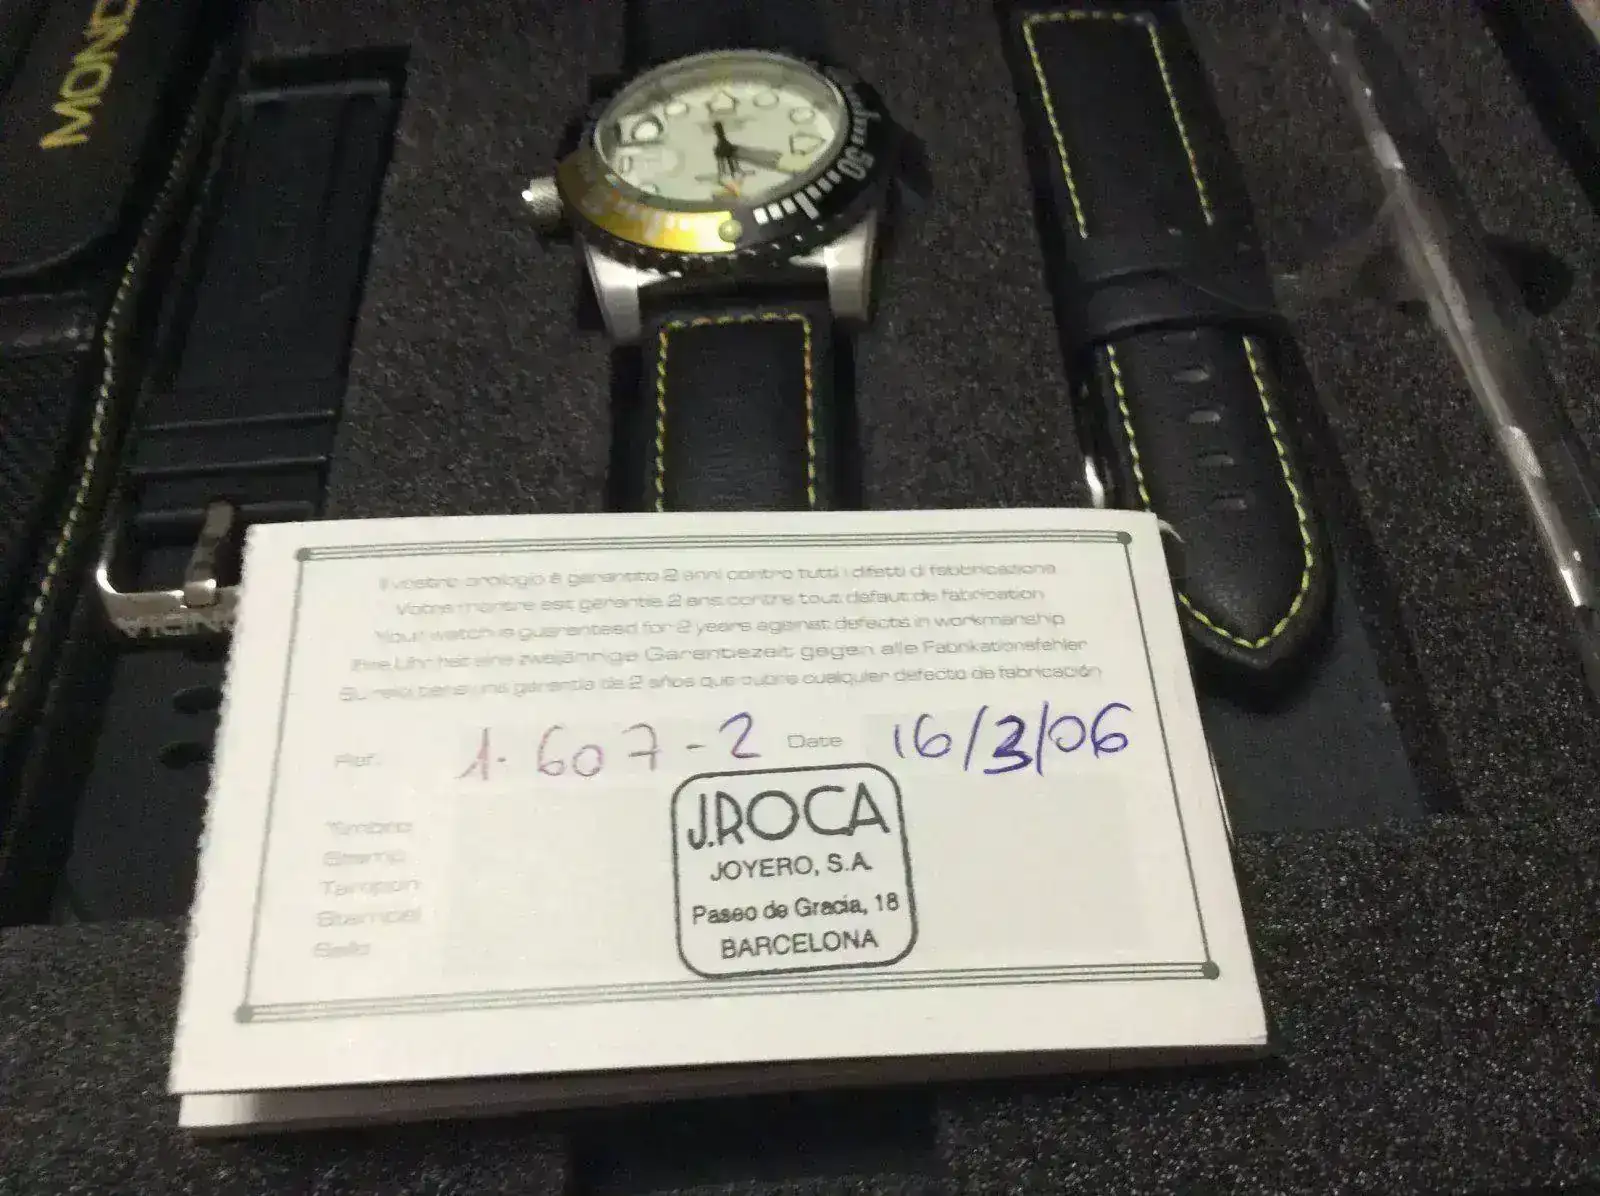 MOND
50
Il vostro orologio è garantito 2 anni contro tutti i difetti di fabbricazione
Votre montre est garantie 2 ans contre tout défaut de fabrication
Your watch is guaranteed for 2 years against defects in workmanship
Ihre Uhr hat eine zweijährige Garantiezeit gegen alle Fabrikationsfehler
Su reloj tiene una garantía de 2 años que cubre cualquier defecto de fabricación
Ref. 1.607-2 Date 16/3/06
Timbro
Stamp
Tampon
Stempel
Sello
J.ROCA
JOYERO, S.A.
Paseo de Gracia, 18
BARCELONA